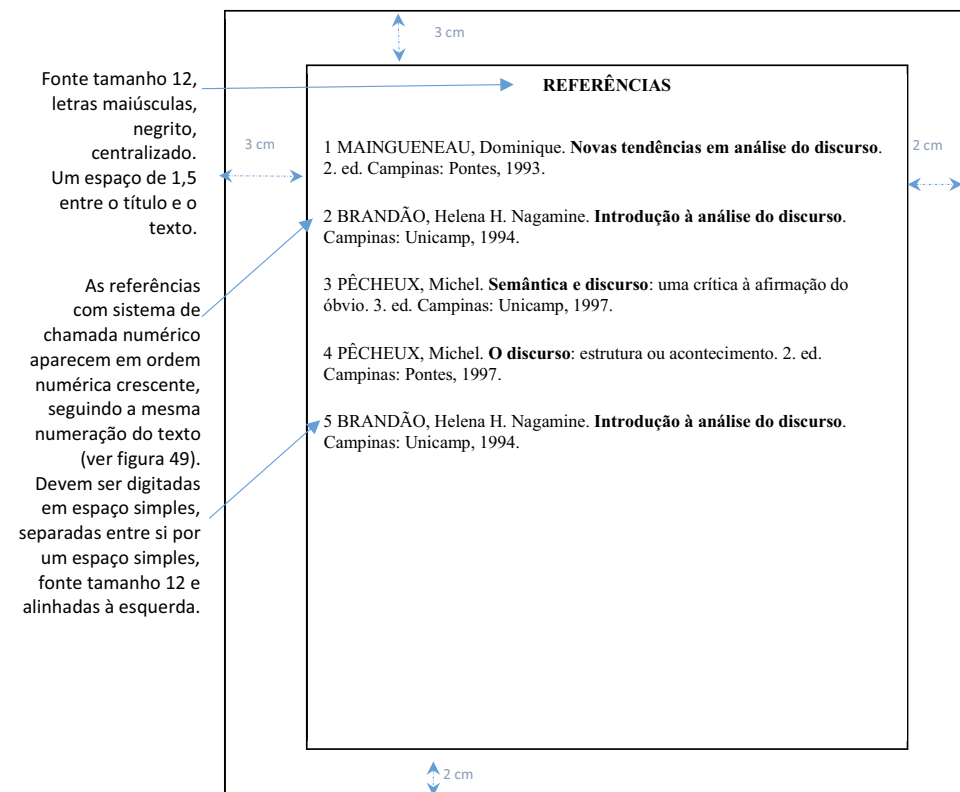 3 cm
Fonte tamanho 12,
letras maiúsculas,
negrito,
centralizado.
Um espaço de 1,5
entre o título e o
texto.
REFERÊNCIAS
3 cm
2 cm
1 MAINGUENEAU, Dominique. Novas tendências em análise do discurso.
2. ed. Campinas: Pontes, 1993.
2 BRANDÃO, Helena H. Nagamine. Introdução à análise do discurso.
Campinas: Unicamp, 1994.
As referências
com sistema de
chamada numérico
aparecem em ordem
numérica crescente,
seguindo a mesma
numeração do texto
(ver figura 49).
Devem ser digitadas
em espaço simples,
separadas entre si por
um espaço simples,
fonte tamanho 12 e
alinhadas à esquerda.
3 PÊCHEUX, Michel. Semântica e discurso: uma crítica à afirmação do
óbvio. 3. ed. Campinas: Unicamp, 1997.
4 PÊCHEUX, Michel. O discurso: estrutura ou acontecimento. 2. ed.
Campinas: Pontes, 1997.
5 BRANDÃO, Helena H. Nagamine. Introdução à análise do discurso.
Campinas: Unicamp, 1994.
2 cm